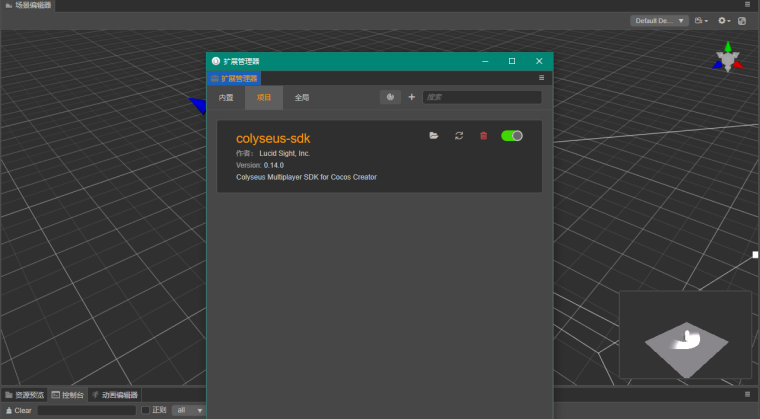 场景编辑器
Default De...
扩展管理器
扩展管理器
内置
项目
全局
搜索
colyseus-sdk
作者： Lucid Sight, Inc.
Version: 0.14.0
Colyseus Multiplayer SDK for Cocos Creator
资源预览
控制台
动画编辑器
Clear
正则
all